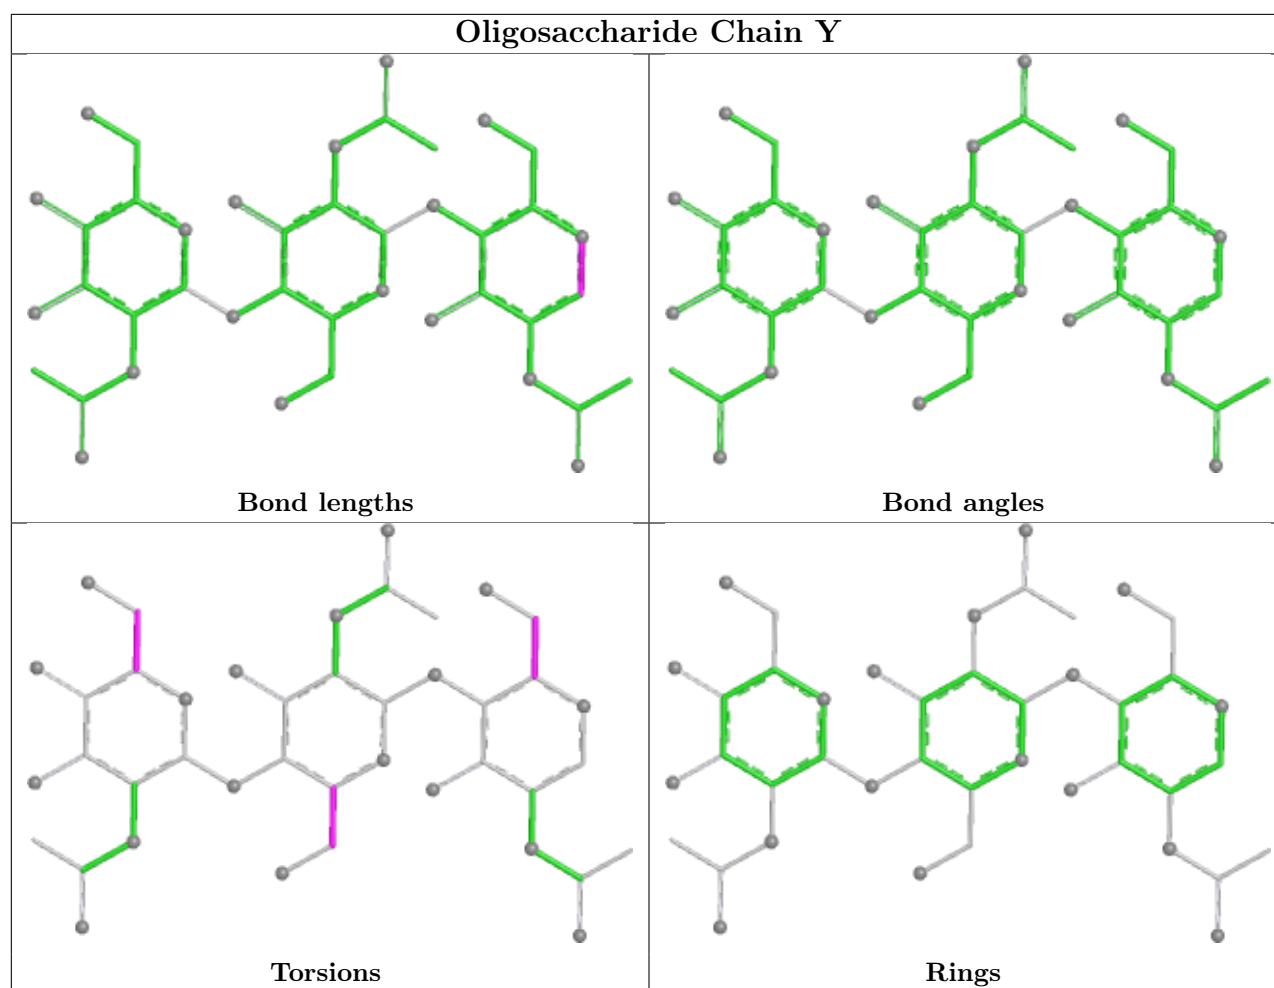 Oligosaccharide Chain Y
Bond lengths
Bond angles
Torsions
Rings